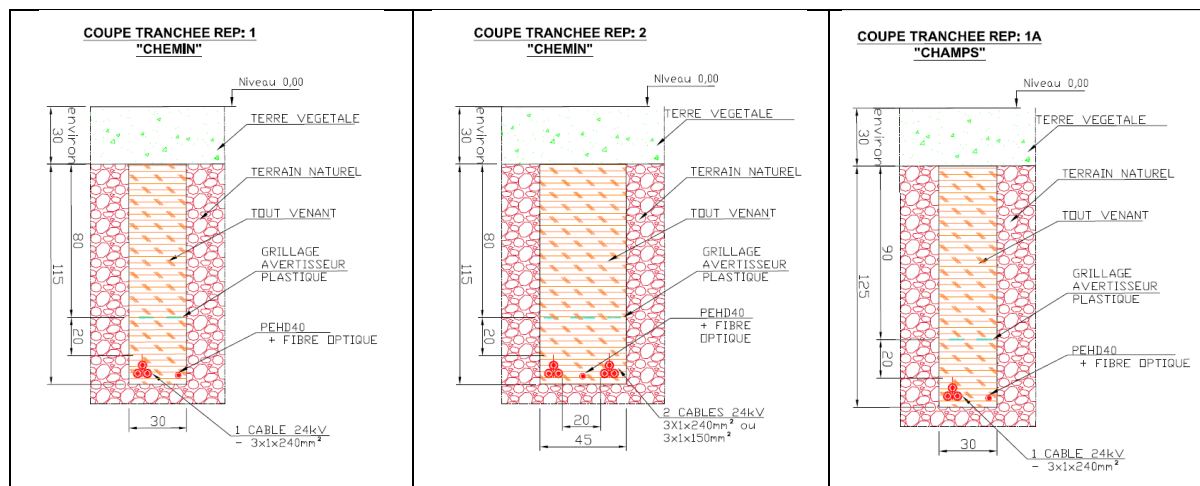 COUPE TRANCHEE REP: 1
"CHEMIN"
Niveau 0,00
environ
30
TERRE VEGETALE
TERRAIN NATUREL
TOUT VENANT
80
115
GRILLAGE
AVERTISSEUR
PLASTIQUE
20
PEHD40
+ FIBRE OPTIQUE
30
1 CABLE 24kV
- 3x1x240mm²
COUPE TRANCHEE REP: 2
"CHEMIN"
Niveau 0,00
environ
30
TERRE VEGETALE
TERRAIN NATUREL
TOUT VENANT
80
115
GRILLAGE
AVERTISSEUR
PLASTIQUE
20
PEHD40
+ FIBRE
OPTIQUE
20
45
2 CABLES 24kV
3X1x240mm² ou
3x1x150mm²
COUPE TRANCHEE REP: 1A
"CHAMPS"
Niveau 0,00
environ
30
TERRE VEGETALE
TERRAIN NATUREL
TOUT VENANT
90
125
GRILLAGE
AVERTISSEUR
PLASTIQUE
20
PEHD40
+ FIBRE OPTIQUE
30
1 CABLE 24kV
- 3x1x240mm²